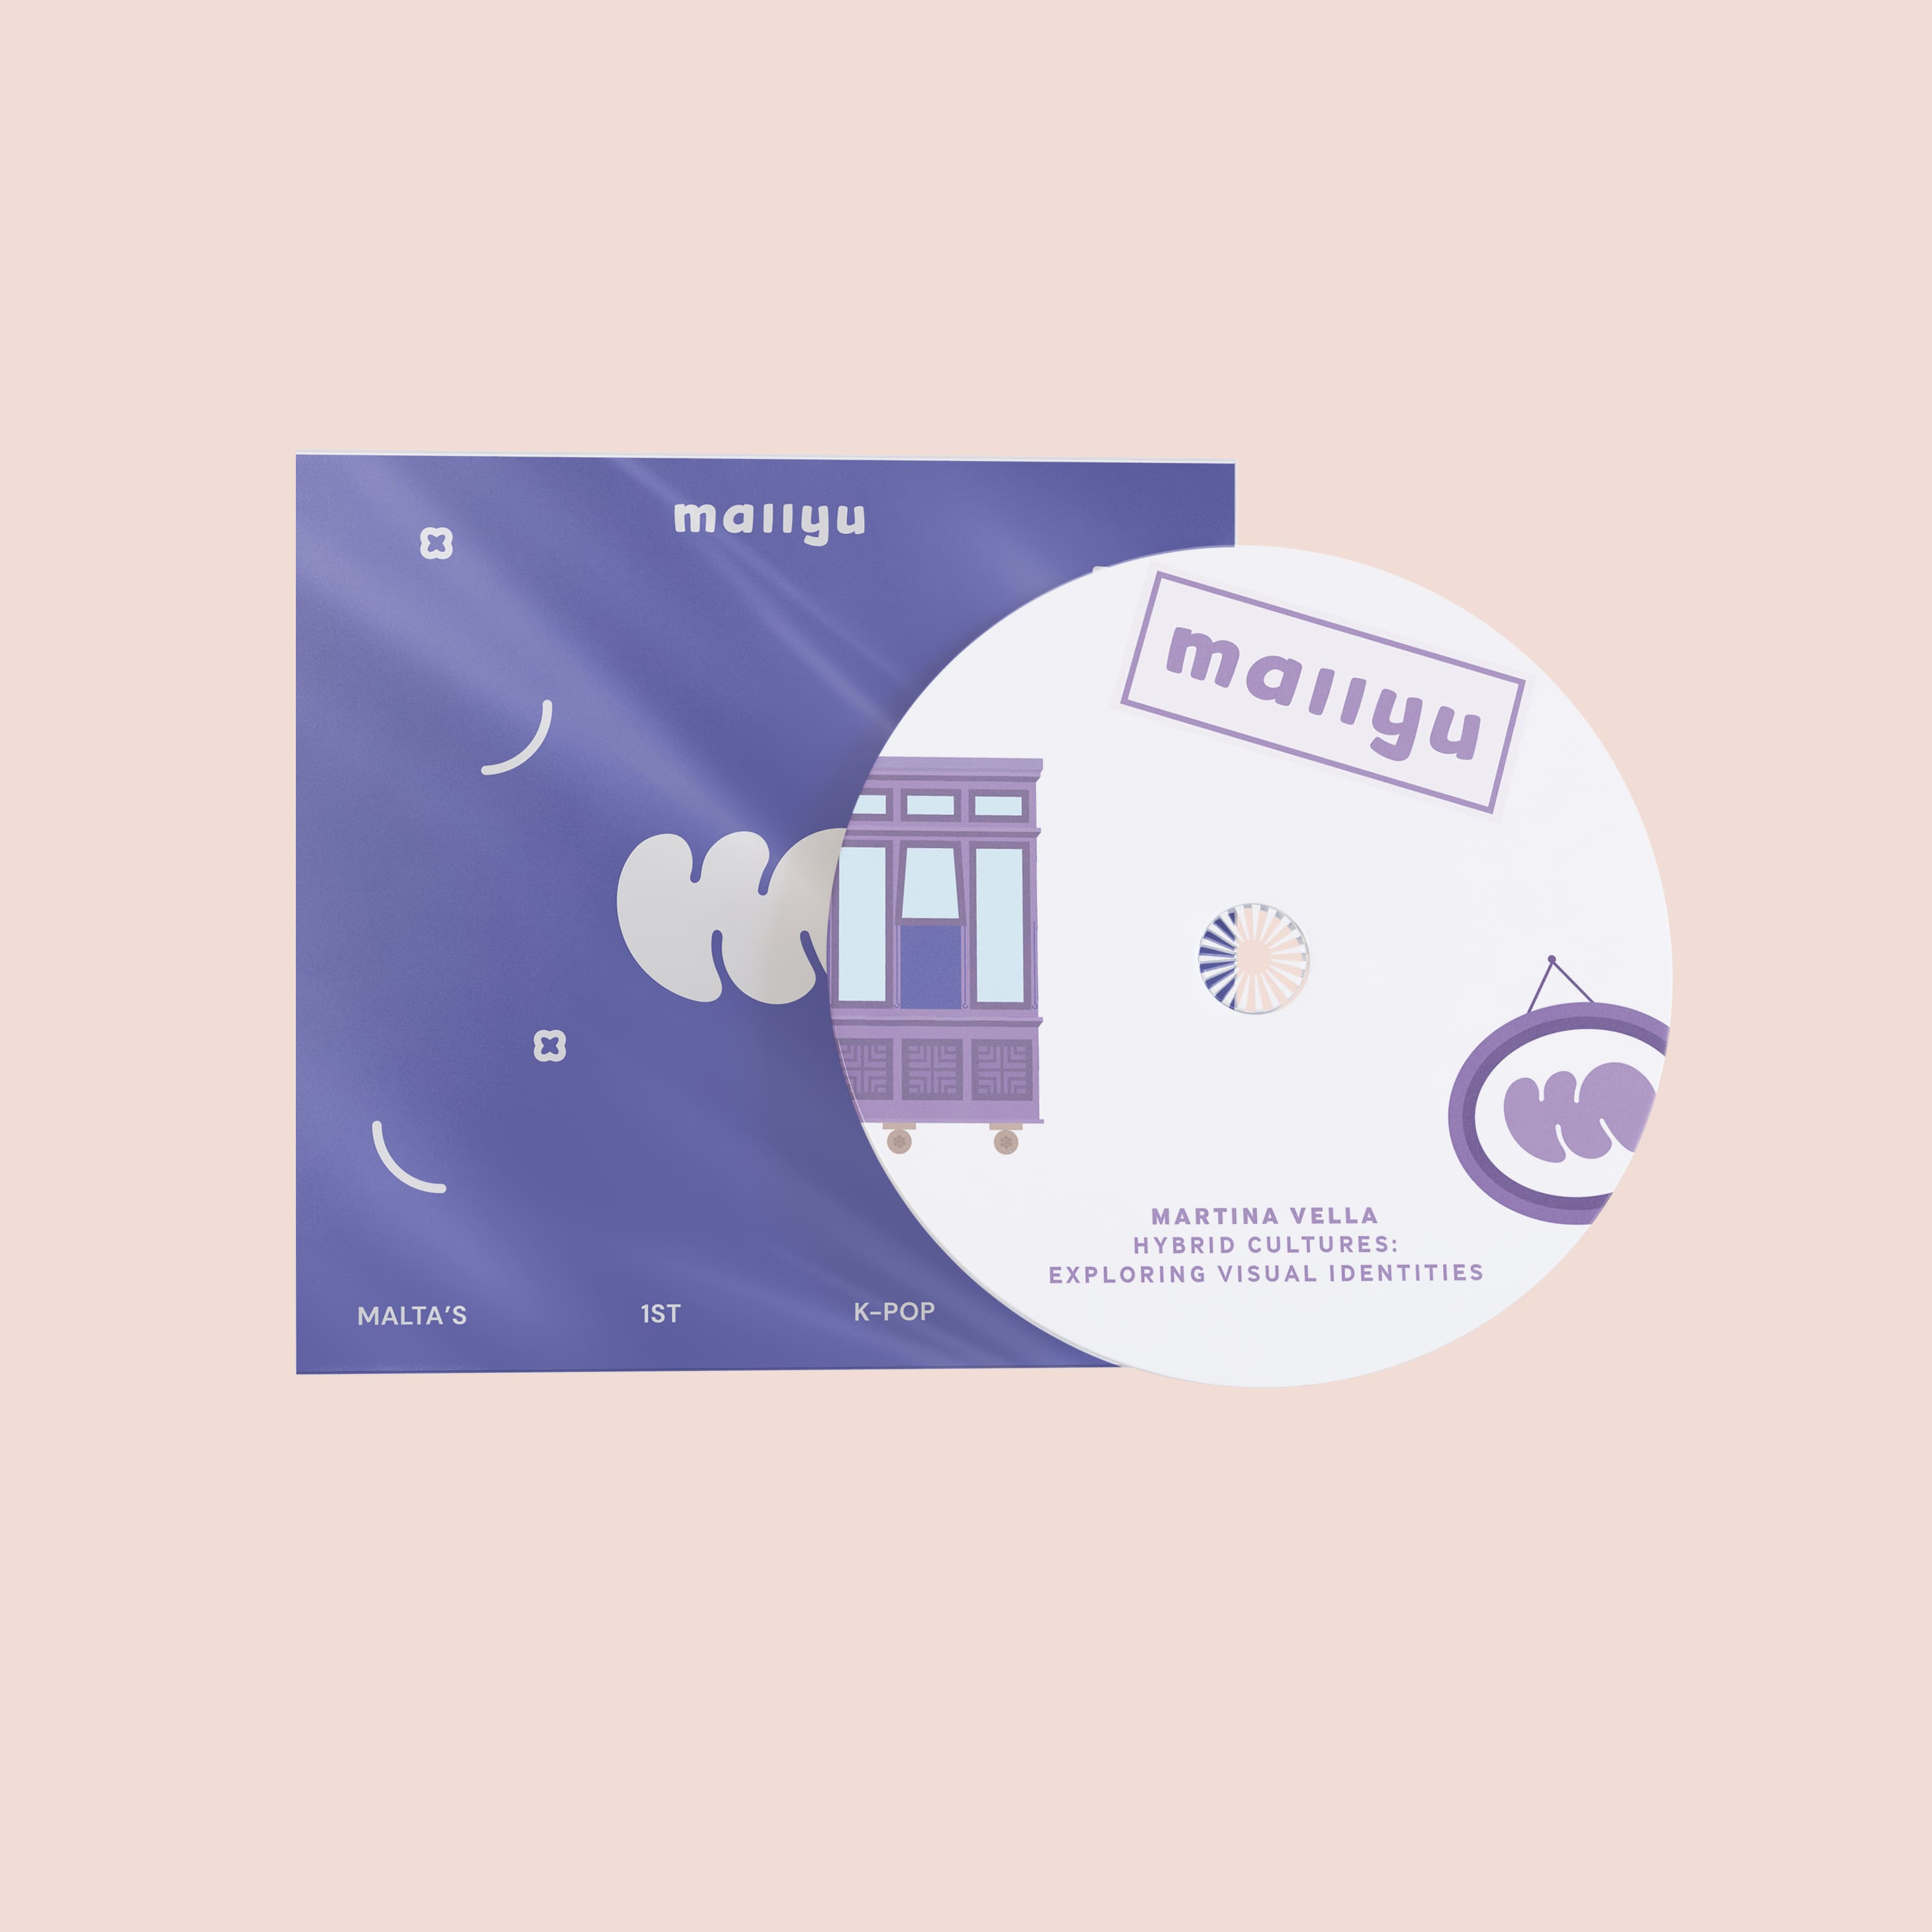 mallyu
mallyu
MARTINA VELLA
HYBRID CULTURES:
EXPLORING VISUAL IDENTITIES
MALTA'S 1ST K-POP